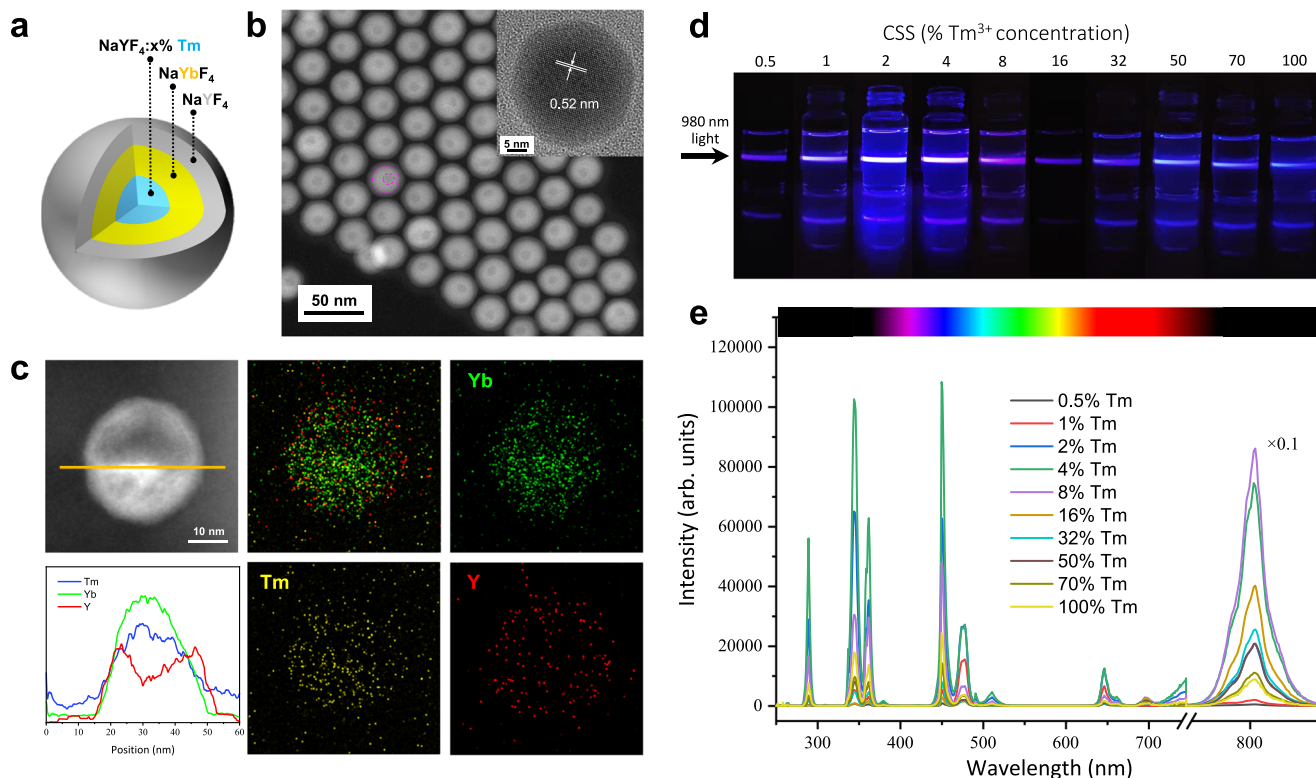 a
NaYF4:x% Tm
NaYbF4
NaYF4
b
0.52 nm
5 nm
50 nm
c
10 nm
Yb
Tm
Yb
Y
0
10
20
30
40
50
60
Position (nm)
Tm
Y
d
CSS (% Tm3+ concentration)
0.5 1 2 4 8 16 32 50 70 100
980 nm
light
e
120000
100000
80000
60000
40000
20000
0
Intensity (arb. units)
0.5% Tm
1% Tm
2% Tm
4% Tm
8% Tm
16% Tm
32% Tm
50% Tm
70% Tm
100% Tm
×0.1
300 400 500 600 700 800
Wavelength (nm)